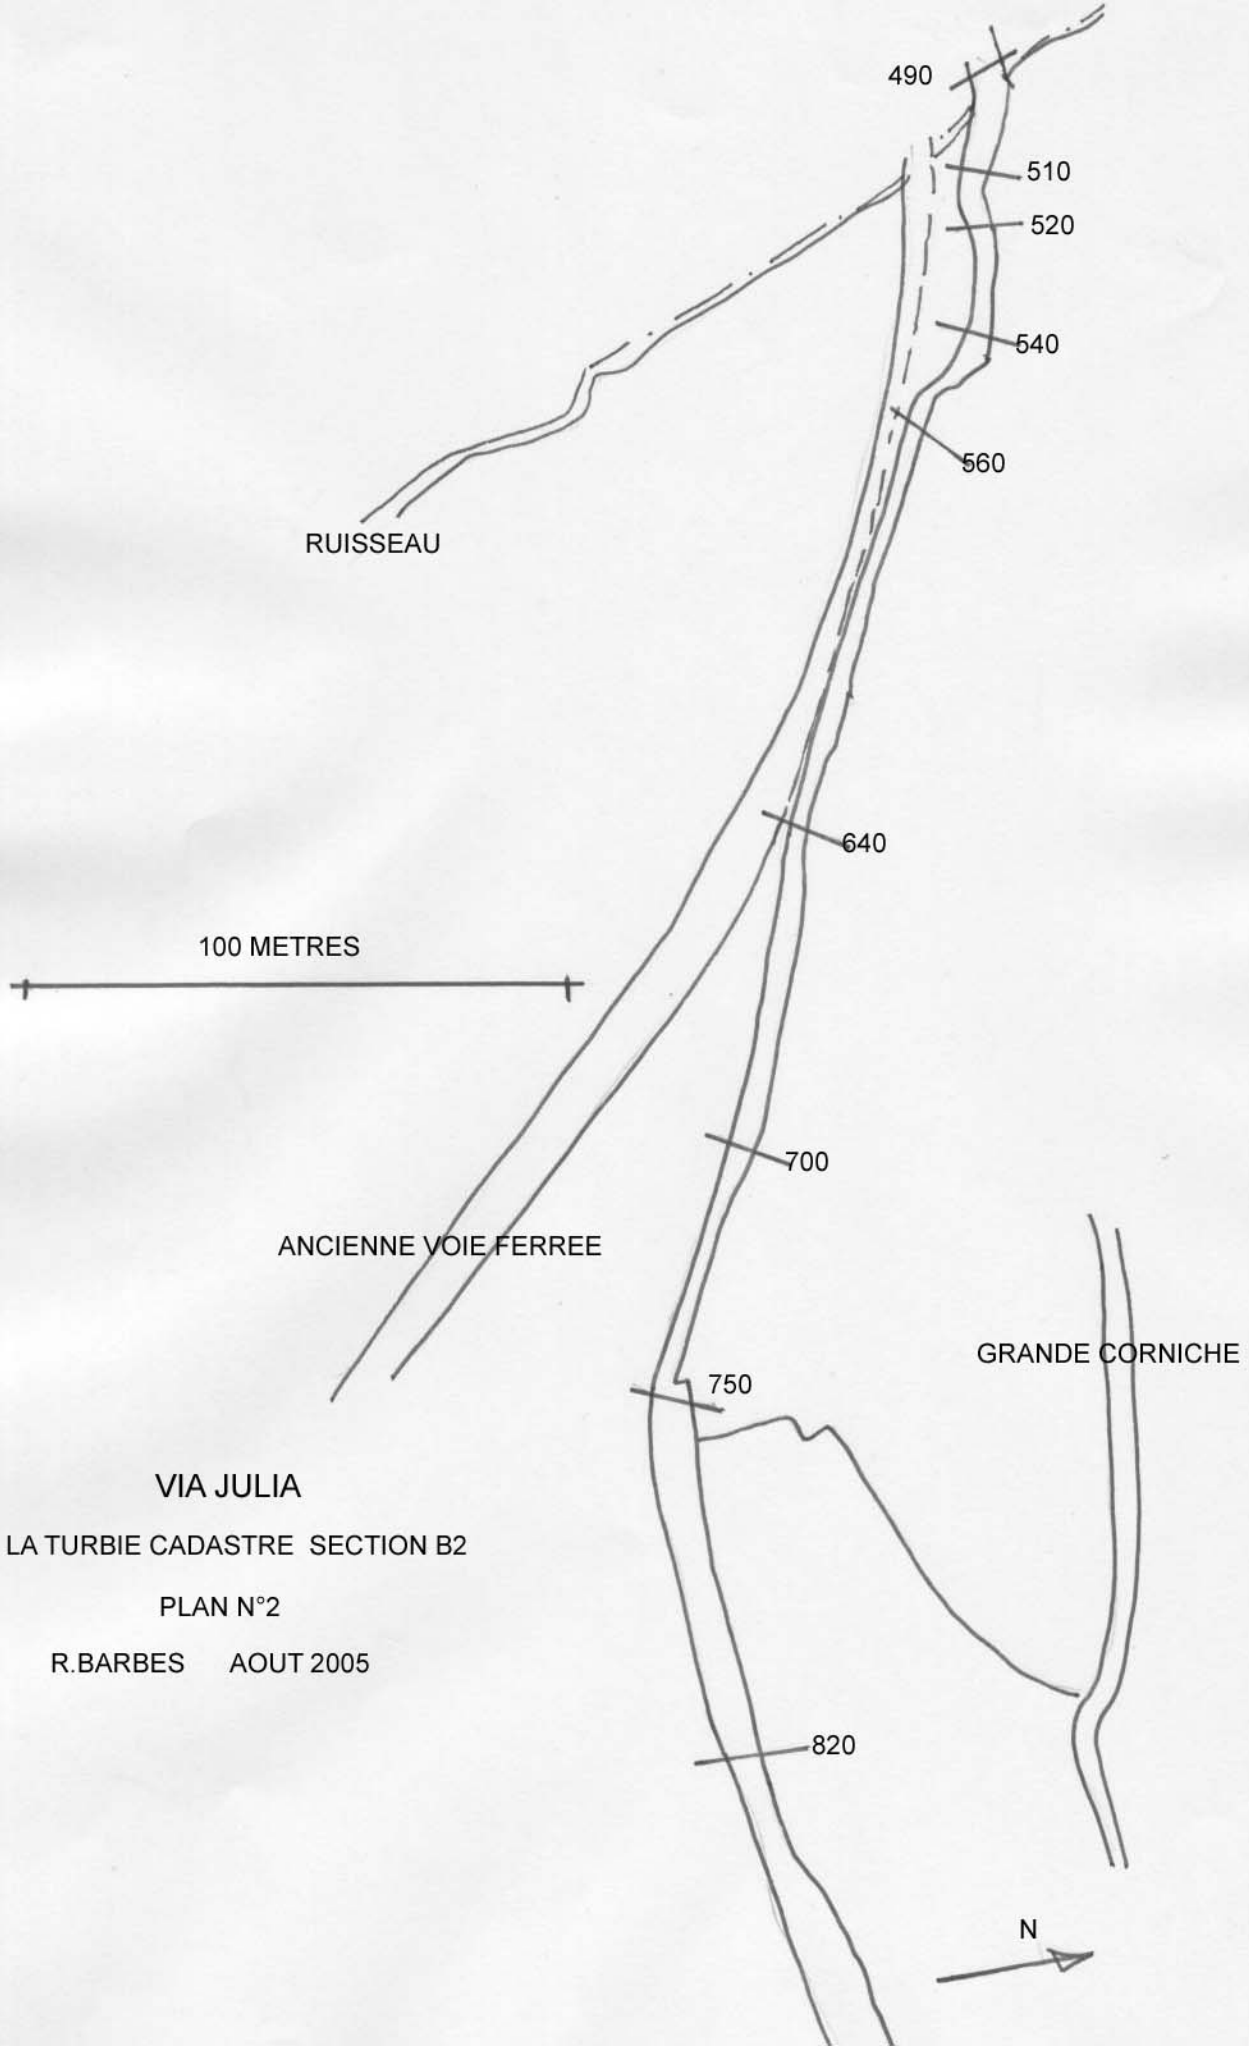 490
510
520
540
560
RUISSEAU
640
100 METRES
700
ANCIENNE VOIE FERREE
GRANDE CORNICHE
750
VIA JULIA
LA TURBIE CADASTRE SECTION B2
PLAN N°2
R.BARBES AOUT 2005
820
N